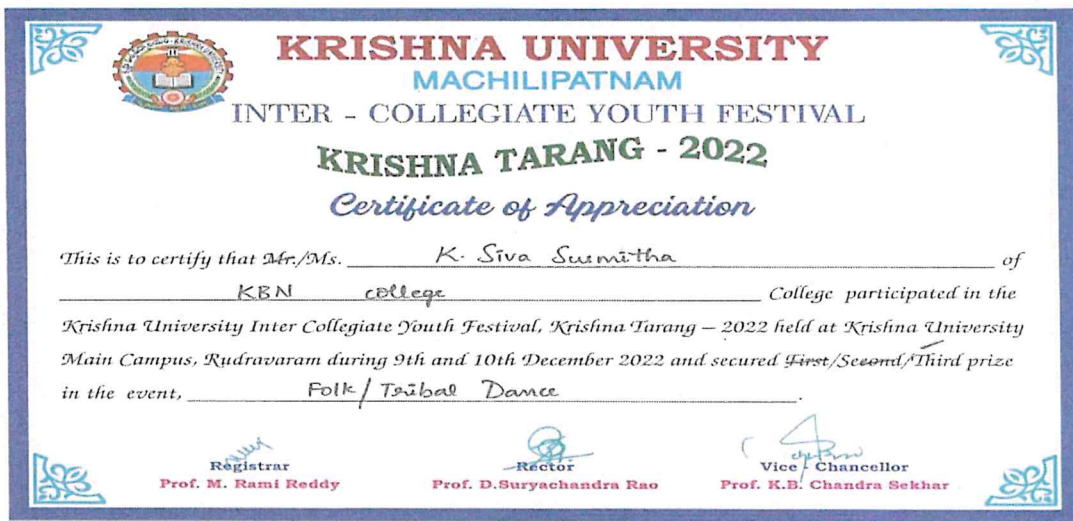 KRISHNA UNIVERSITY
MACHILIPATNAM
INTER - COLLEGIATE YOUTH FESTIVAL
KRISHNA TARANG - 2022
Certificate of Appreciation
This is to certify that Mr./Ms. K. Siva Susmitha of
KBN college College participated in the
Krishna University Inter Collegiate Youth Festival, Krishna Tarang – 2022 held at Krishna University
Main Campus, Rudravaram during 9th and 10th December 2022 and secured First/Second/Third prize
in the event, Folk/Tribal Dance.
Registrar Rector Vice - Chancellor
Prof. M. Rami Reddy Prof. D.Suryachandra Rao Prof. K.B. Chandra Sekhar